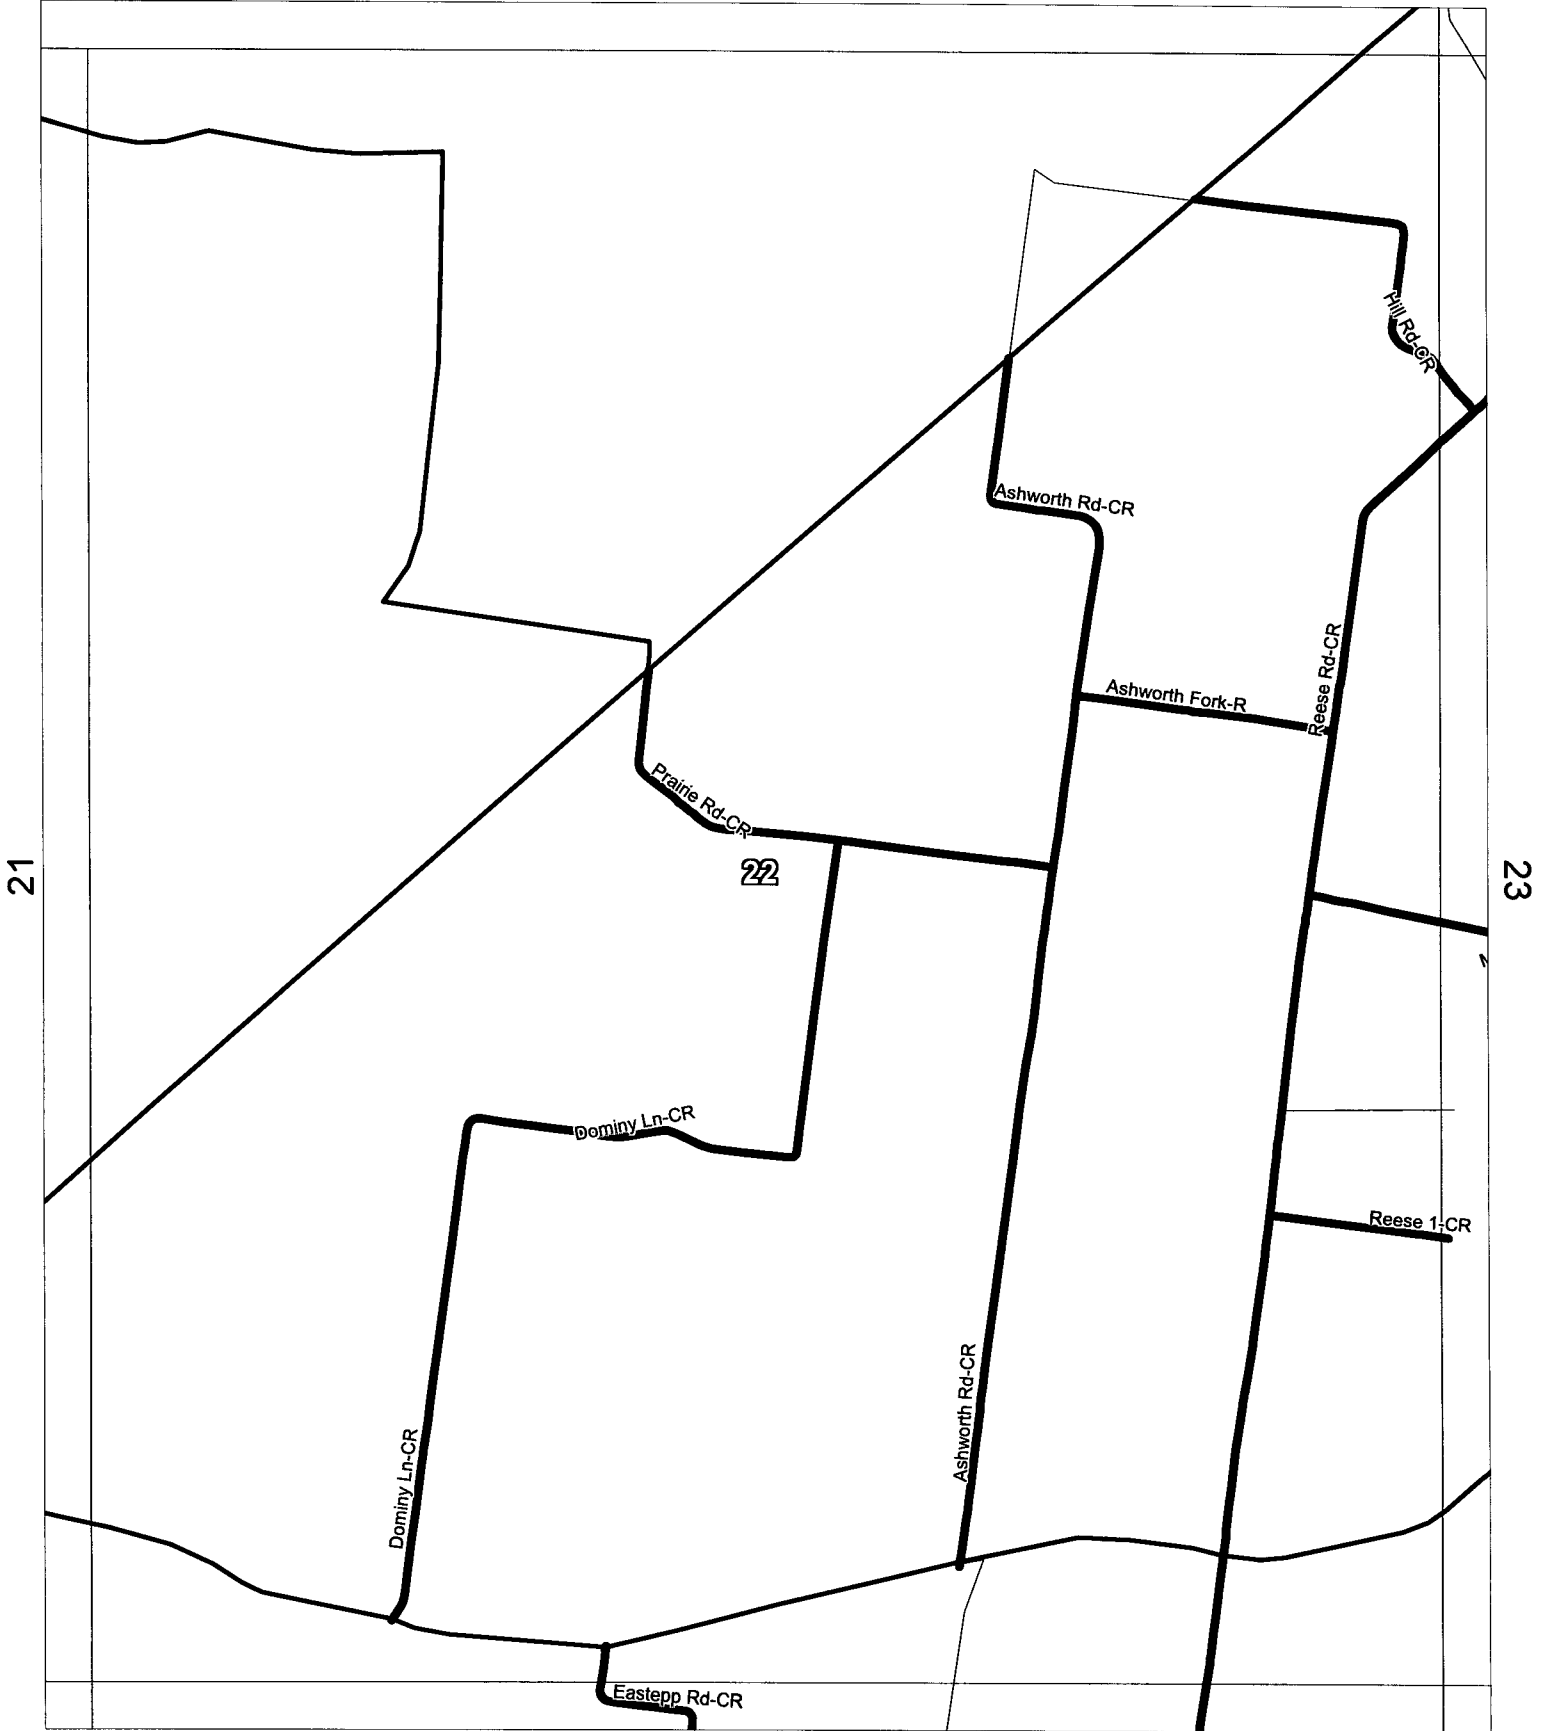 Hill Rd-CR
Ashworth Rd-CR
Reese Rd-CR
Ashworth Fork-R
Prairie Rd-CR
22
21
23
Dominy Ln-CR
Reese 1-CR
Ashworth Rd-CR
Dominy Ln-CR
Eastepp Rd-CR